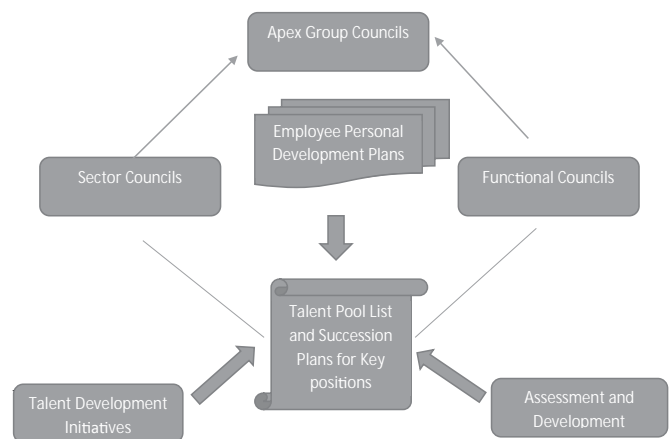 Apex Group Councils
Employee Personal
Development Plans
Sector Councils
Functional Councils
Talent Pool List
and Succession
Plans for Key
positions
Talent Development
Initiatives
Assessment and
Development